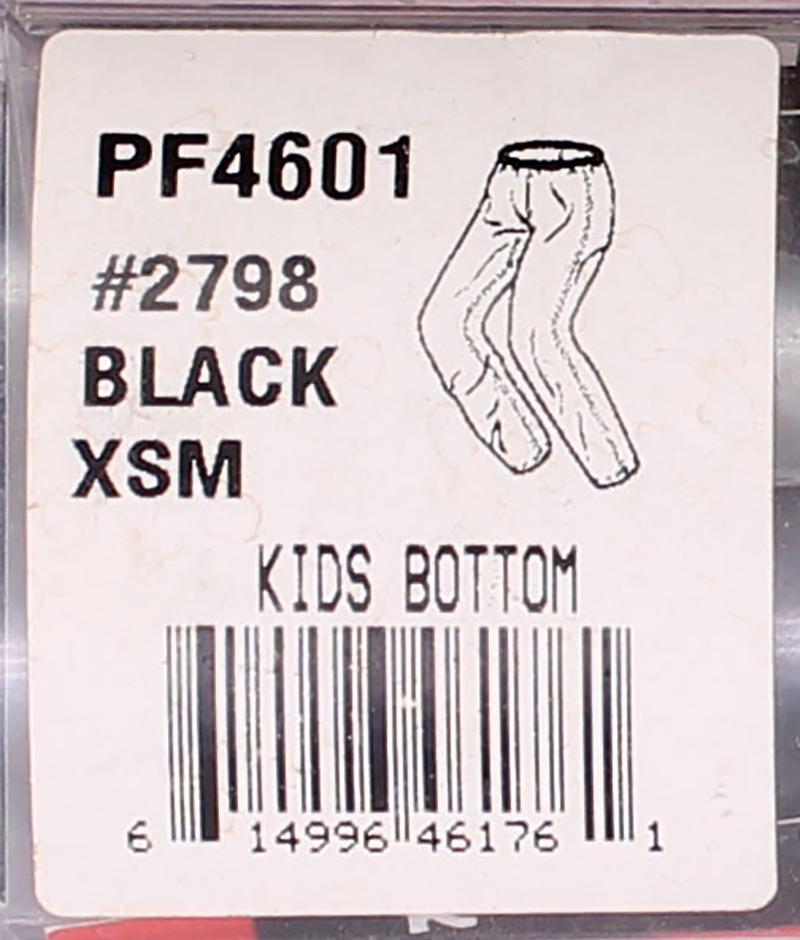 PF4601
#2798
BLACK
XSM
KIDS BOTTOM
6 14996 46176 1